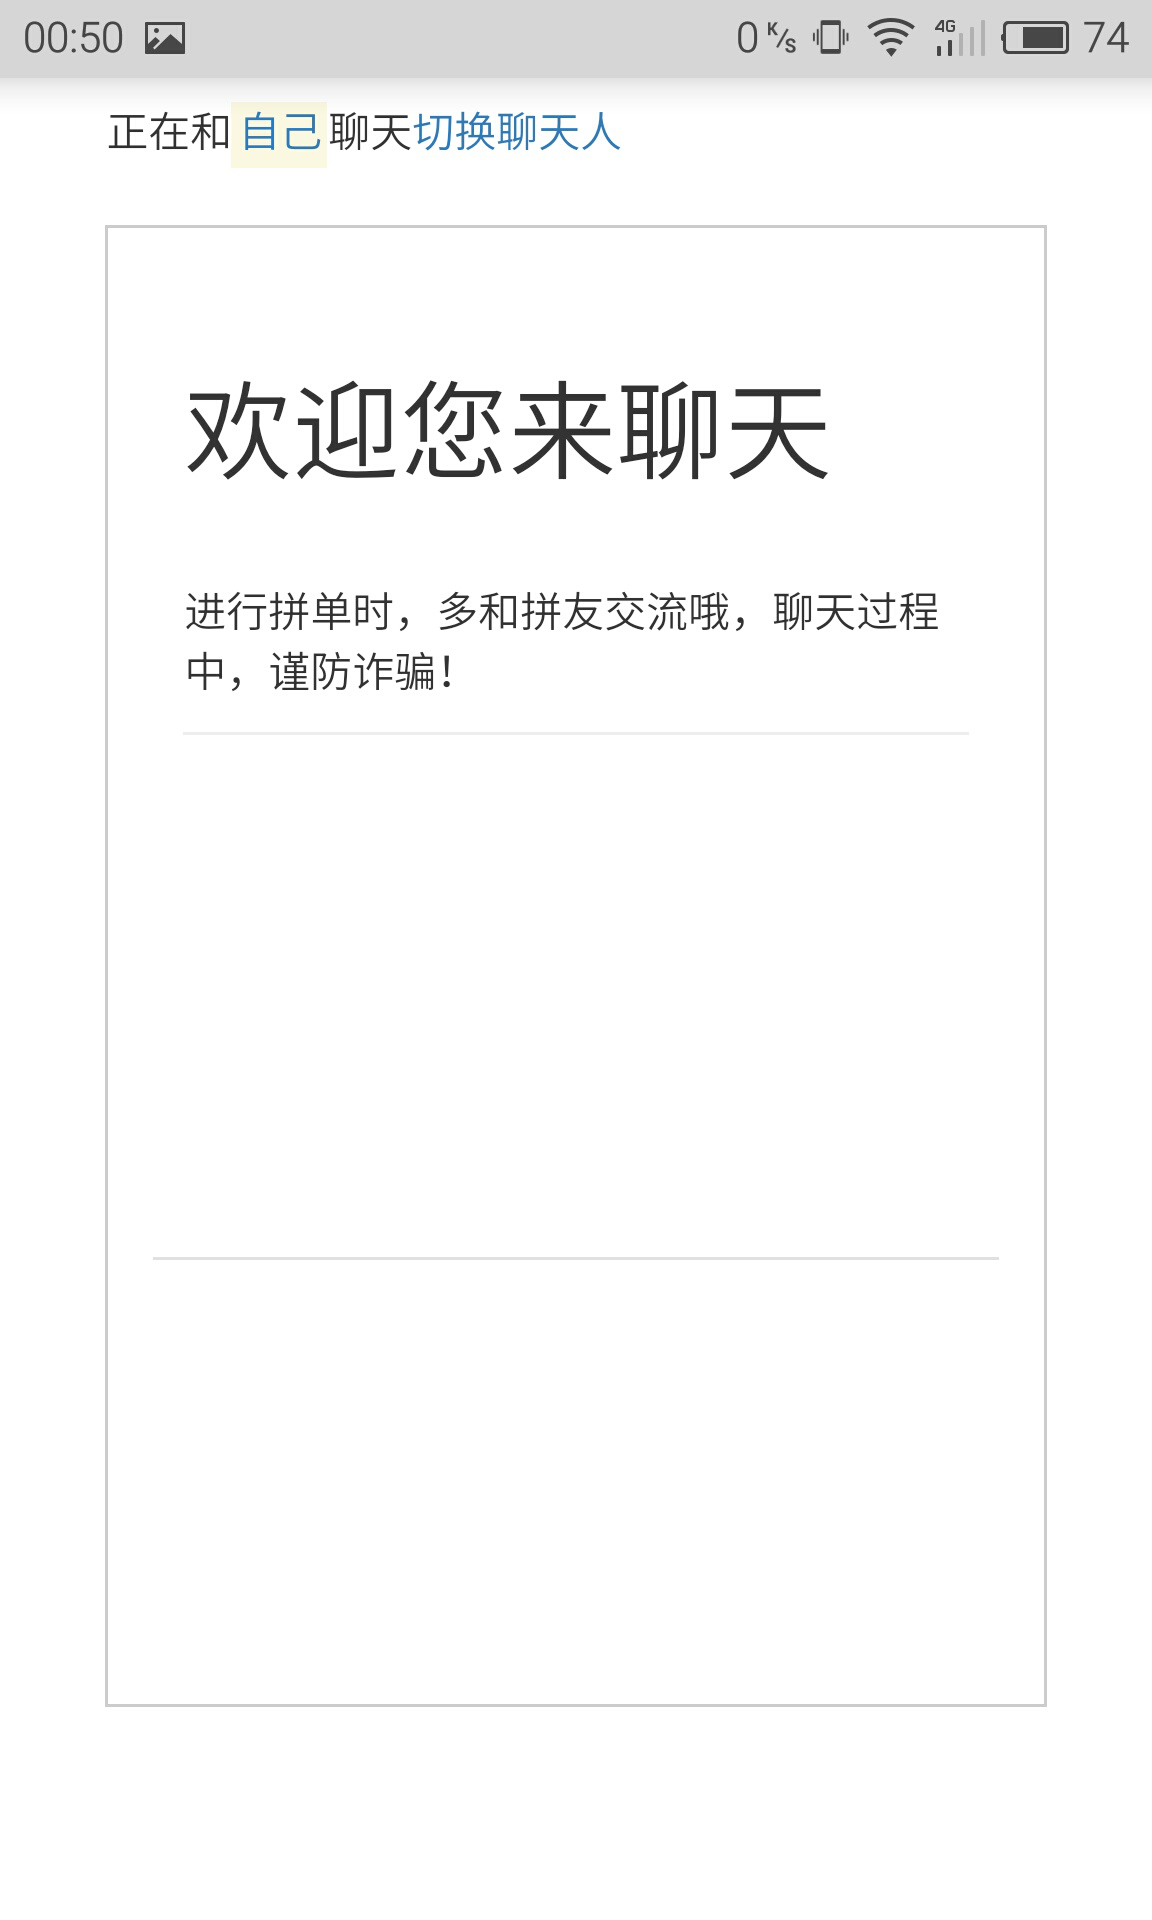 00:50 0 K/s 4G 74
正在和自己聊天切换聊天人
欢迎您来聊天
进行拼单时，多和拼友交流哦，聊天过程
中，谨防诈骗！